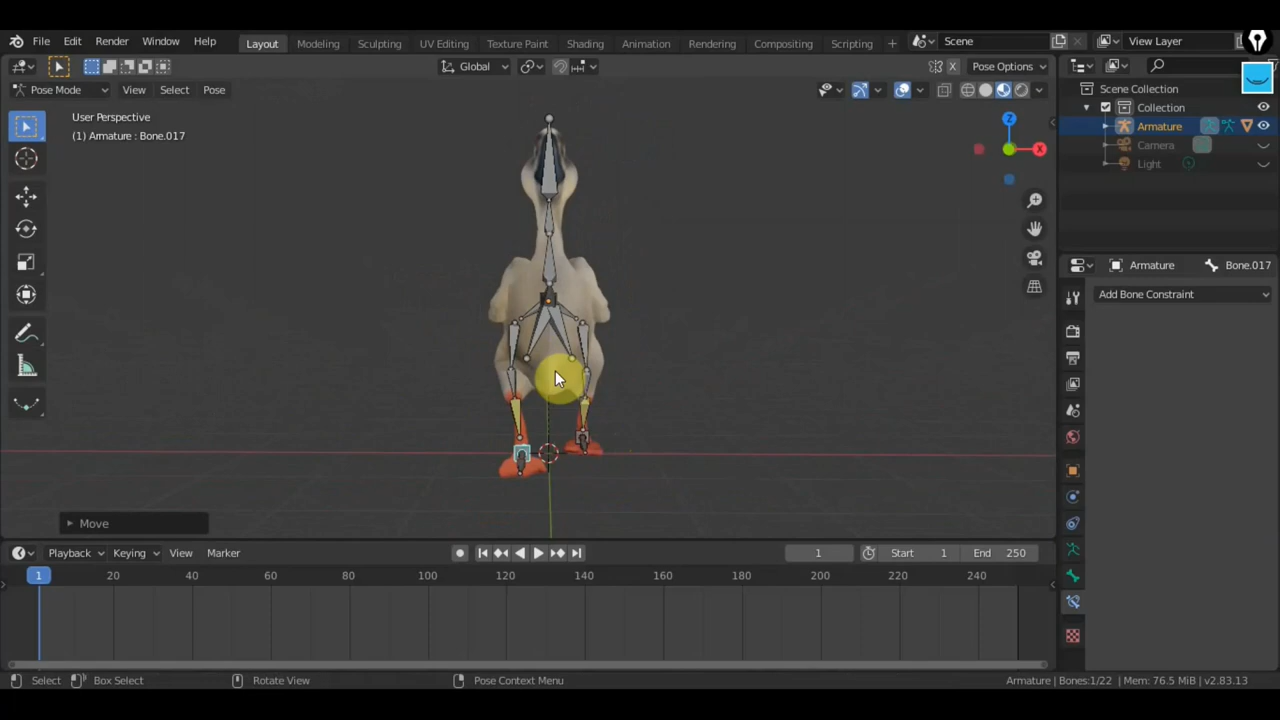 File Edit Render Window Help Layout Modeling Sculpting UV Editing Texture Paint Shading Animation Rendering Compositing Scripting + Scene View Layer
Global X Pose Options
Pose Mode View Select Pose
Scene Collection
Collection
Armature
Camera
Light
User Perspective
(1) Armature : Bone.017
Z
X
Armature Bone.017
Add Bone Constraint
Move
Playback Keying View Marker 1 Start 1 End 250
1 20 40 60 80 100 120 140 160 180 200 220 240
Select Box Select Rotate View Pose Context Menu Armature | Bones:1/22 | Mem: 76.5 MiB | v2.83.13